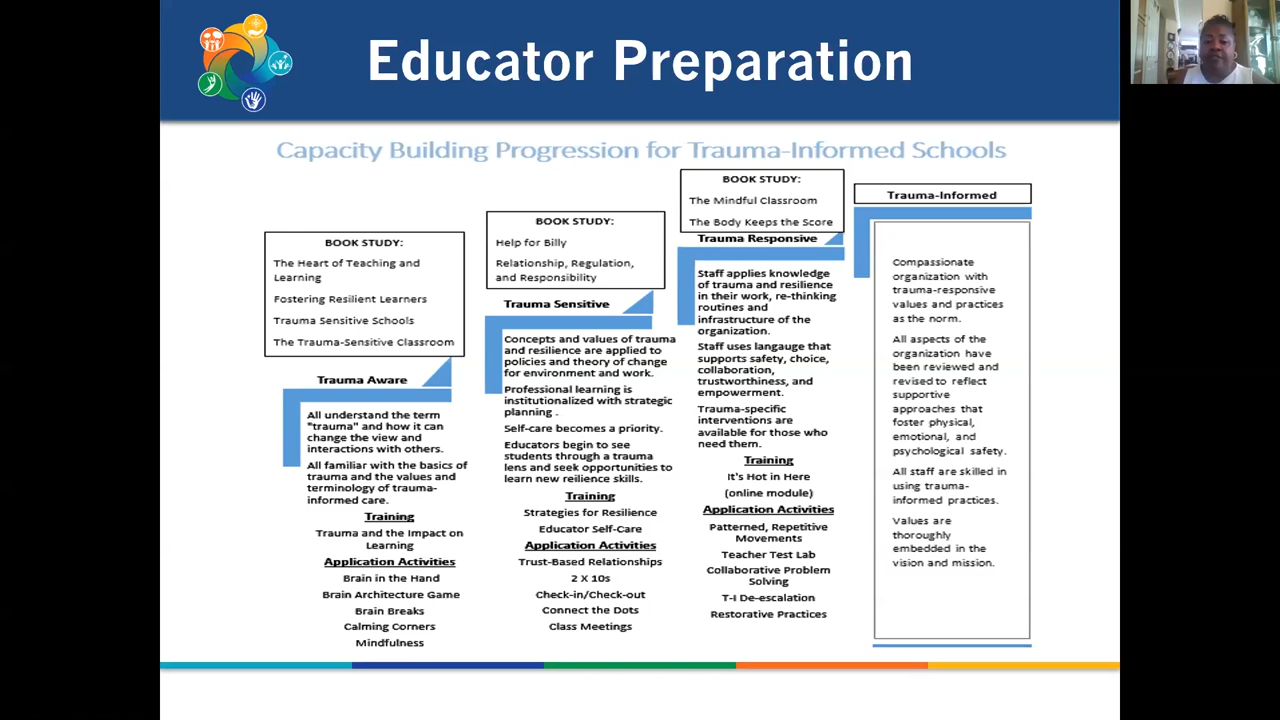 Educator Preparation
Capacity Building Progression for Trauma-Informed Schools
BOOK STUDY:
The Heart of Teaching and
Learning
Fostering Resilient Learners
Trauma Sensitive Schools
The Trauma-Sensitive Classroom
Trauma Aware
All understand the term
"trauma" and how it can
change the view and
interactions with others.
All familiar with the basics of
trauma and the values and
terminology of trauma-
informed care.
Training
Trauma and the Impact on
Learning
Application Activities
Brain in the Hand
Brain Architecture Game
Brain Breaks
Calming Corners
Mindfulness
BOOK STUDY:
Help for Billy
Relationship, Regulation,
and Responsibility
Trauma Sensitive
Concepts and values of trauma
and resilience are applied to
policies and theory of change
for environment and work.
Professional learning is
institutionalized with strategic
planning .
Self-care becomes a priority.
Educators begin to see
students through a trauma
lens and seek opportunities to
learn new reilience skills.
Training
Strategies for Resilience
Educator Self-Care
Application Activities
Trust-Based Relationships
2 X 10s
Check-in/Check-out
Connect the Dots
Class Meetings
BOOK STUDY:
The Mindful Classroom
The Body Keeps the Score
Trauma Responsive
Staff applies knowledge
of trauma and resilience
in their work, re-thinking
routines and
infrastructure of the
organization.
Staff uses langauge that
supports safety, choice,
collaboration,
trustworthiness, and
empowerment.
Trauma-specific
interventions are
available for those who
need them.
Training
It's Hot in Here
(online module)
Application Activities
Patterned, Repetitive
Movements
Teacher Test Lab
Collaborative Problem
Solving
T-I De-escalation
Restorative Practices
Trauma-Informed
Compassionate
organization with
trauma-responsive
values and practices
as the norm.
All aspects of the
organization have
been reviewed and
revised to reflect
supportive
approaches that
foster physical,
emotional, and
psychological safety.
All staff are skilled in
using trauma-
informed practices.
Values are
thoroughly
embedded in the
vision and mission.